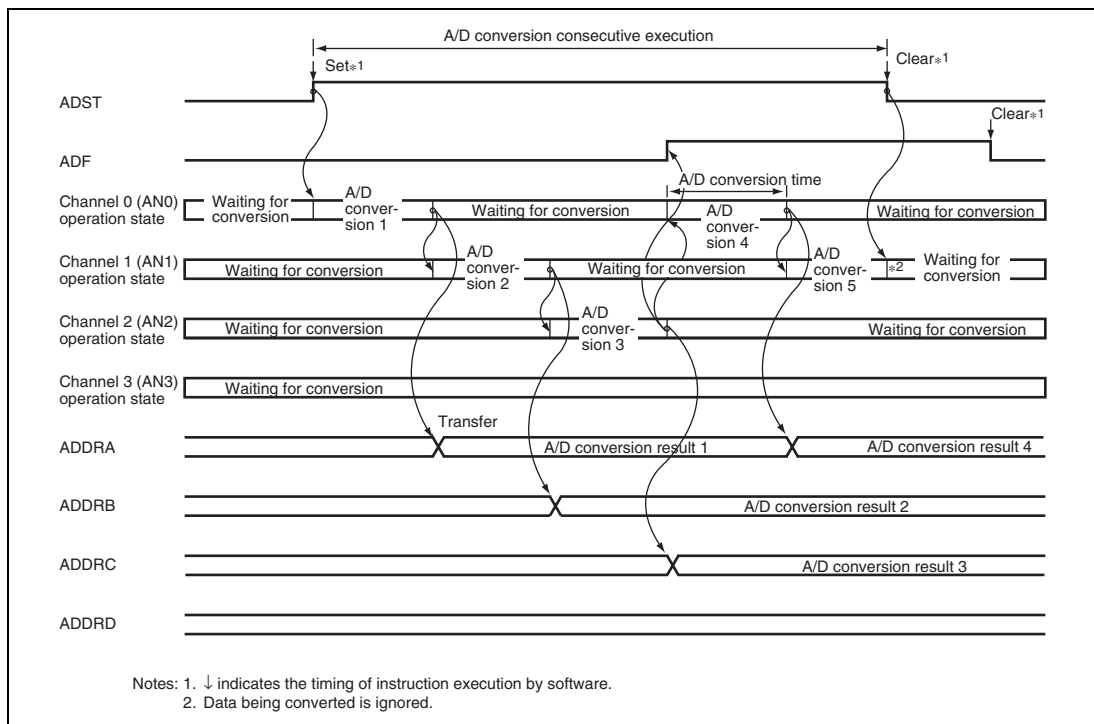 A/D conversion consecutive execution
Set*1
Clear*1
ADST
Clear*1
ADF
A/D conversion time
Channel 0 (AN0)
operation state
Waiting for
conversion
A/D
conver-
sion 1
Waiting for conversion
A/D
conver-
sion 4
Waiting for conversion
Channel 1 (AN1)
operation state
Waiting for conversion
A/D
conver-
sion 2
Waiting for conversion
A/D
conver-
sion 5
*2
Waiting for
conversion
Channel 2 (AN2)
operation state
Waiting for conversion
A/D
conver-
sion 3
Waiting for conversion
Channel 3 (AN3)
operation state
Waiting for conversion
Transfer
ADDRA
A/D conversion result 1
A/D conversion result 4
ADDRB
A/D conversion result 2
ADDRC
A/D conversion result 3
ADDRD
Notes: 1. ↓ indicates the timing of instruction execution by software.
2. Data being converted is ignored.